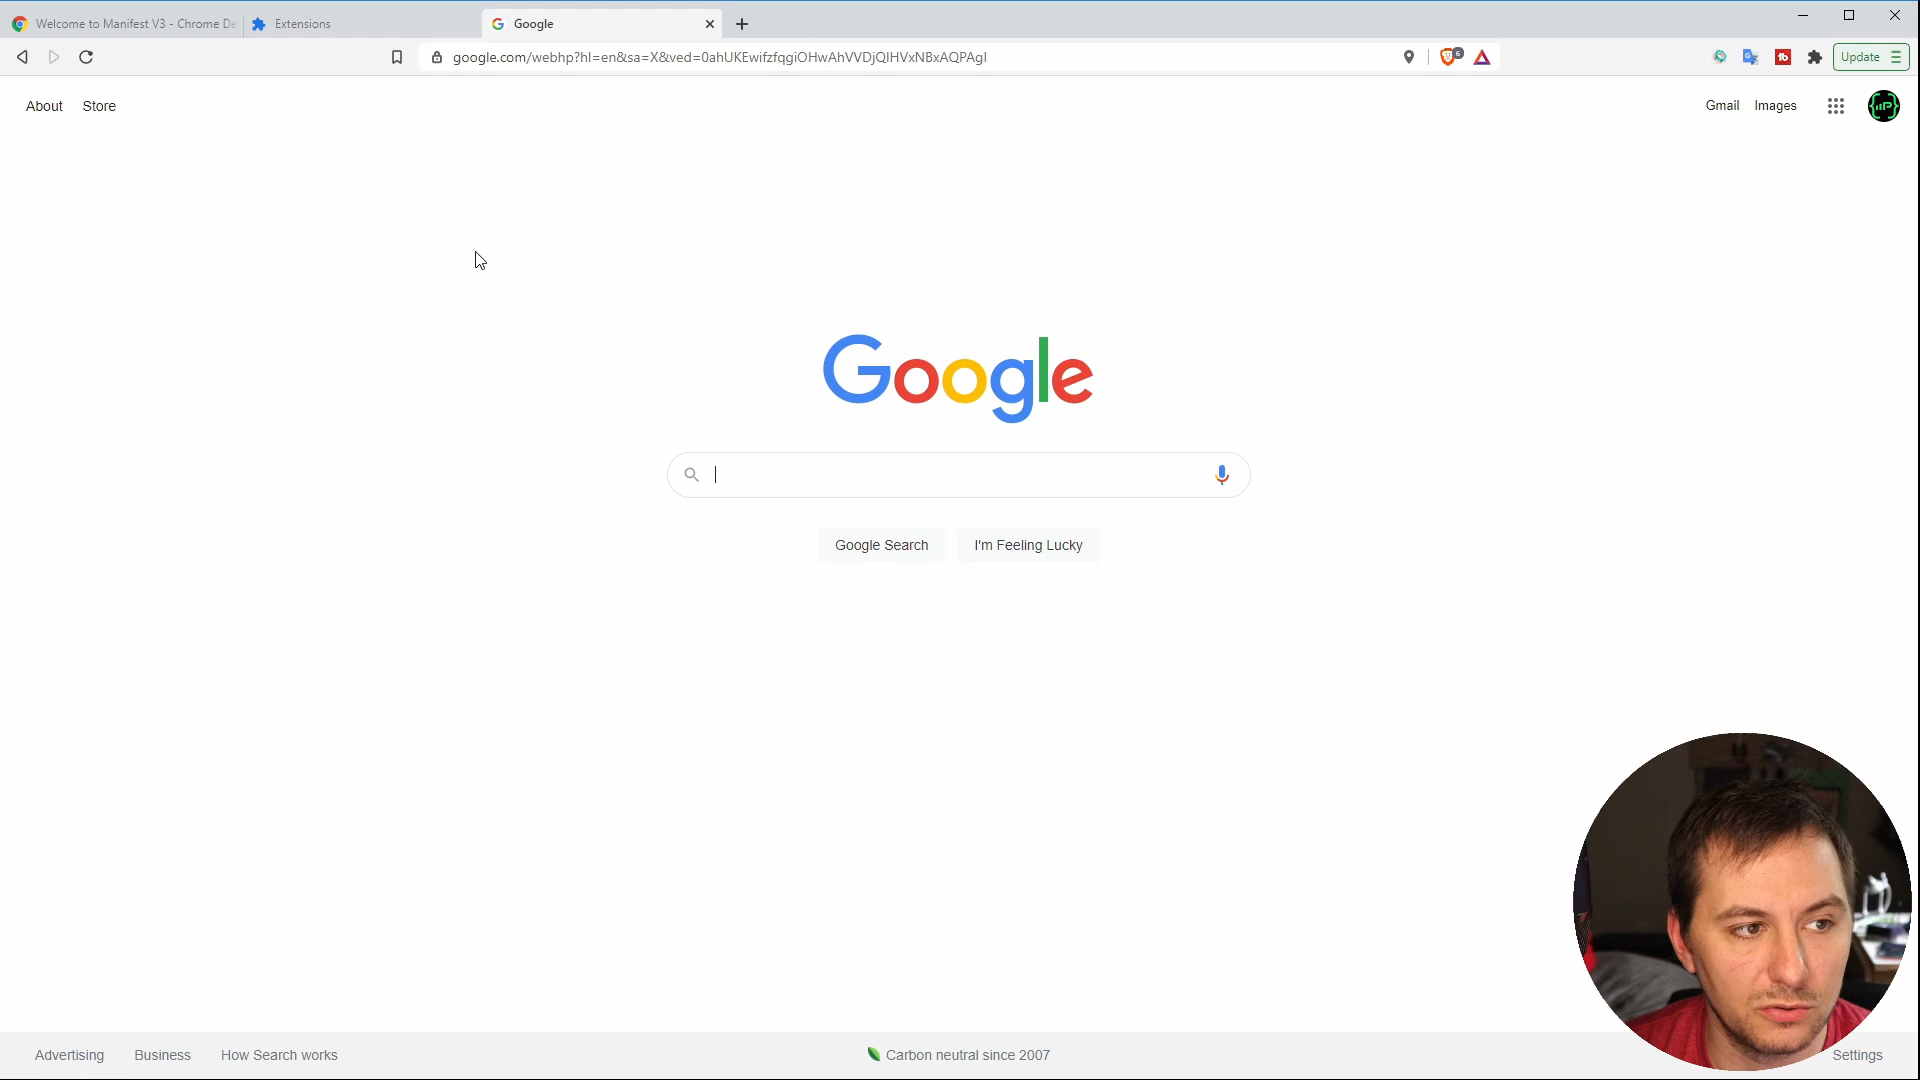 Welcome to Manifest V3 - Chrome De
Extensions
Google
google.com/webhp?hl=en&sa=X&ved=0ahUKEwifzfqgiOHwAhVVDjQIHVxNBxAQPAgI
6
Update
About
Store
Gmail
Images
Google
Google Search
I'm Feeling Lucky
Advertising
Business
How Search works
Carbon neutral since 2007
Settings